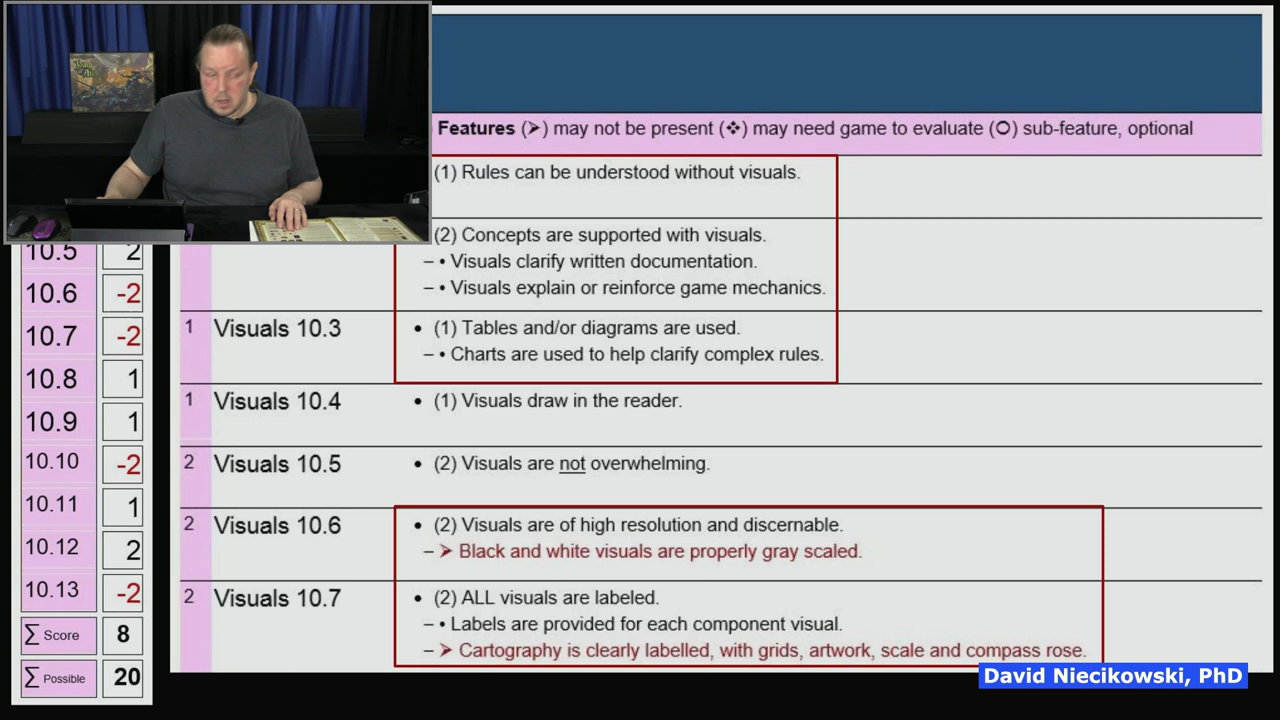 Features (➢) may not be present (❖) may need game to evaluate (O) sub-feature, optional
(1) Rules can be understood without visuals.
(2) Concepts are supported with visuals.
– • Visuals clarify written documentation.
– • Visuals explain or reinforce game mechanics.
1 Visuals 10.3 • (1) Tables and/or diagrams are used.
– • Charts are used to help clarify complex rules.
1 Visuals 10.4 • (1) Visuals draw in the reader.
2 Visuals 10.5 • (2) Visuals are not overwhelming.
2 Visuals 10.6 • (2) Visuals are of high resolution and discernable.
– ➢ Black and white visuals are properly gray scaled.
2 Visuals 10.7 • (2) ALL visuals are labeled.
– • Labels are provided for each component visual.
– ➢ Cartography is clearly labelled, with grids, artwork, scale and compass rose.
10.5 2
10.6 -2
10.7 -2
10.8 1
10.9 1
10.10 -2
10.11 1
10.12 2
10.13 -2
∑ Score 8
∑ Possible 20
David Niecikowski, PhD